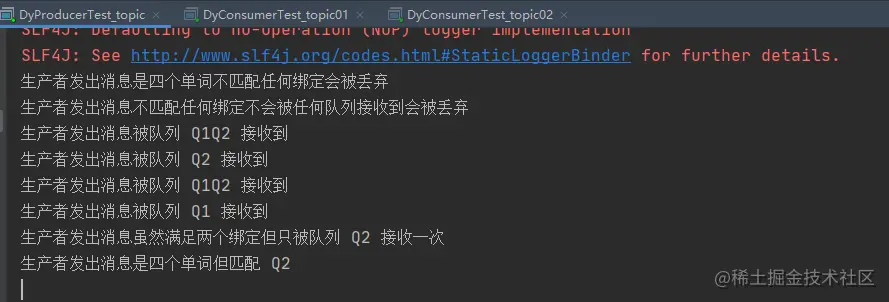 DyProducerTest_topic DyConsumerTest_topic01 DyConsumerTest_topic02
SLF4J: Defaulting to no-operation (NOP) logger implementation
SLF4J: See http://www.slf4j.org/codes.html#StaticLoggerBinder for further details.
生产者发出消息是四个单词不匹配任何绑定会被丢弃
生产者发出消息不匹配任何绑定不会被任何队列接收到会被丢弃
生产者发出消息被队列 Q1Q2 接收到
生产者发出消息被队列 Q2 接收到
生产者发出消息被队列 Q1Q2 接收到
生产者发出消息被队列 Q1 接收到
生产者发出消息虽然满足两个绑定但只被队列 Q2 接收一次
生产者发出消息是四个单词但匹配 Q2
@稀土掘金技术社区